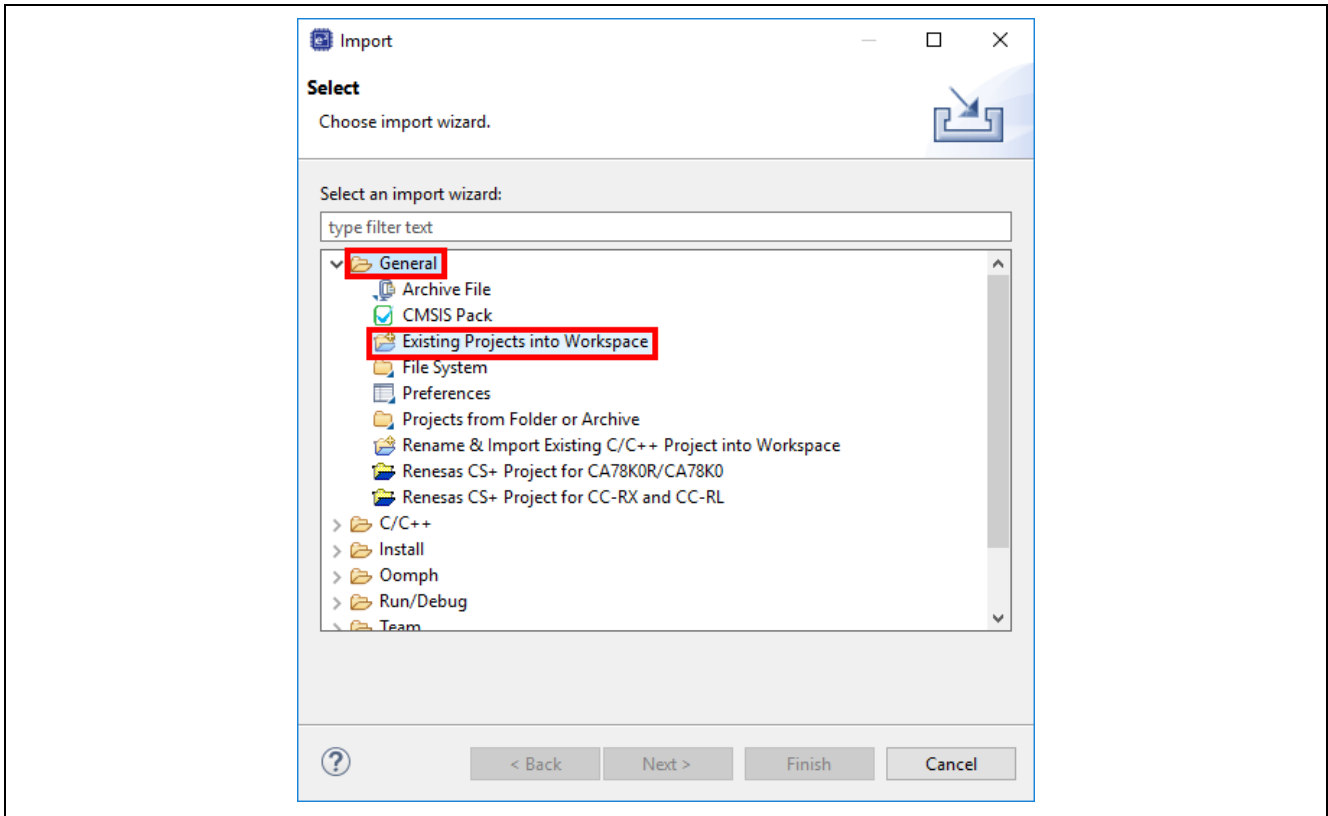 Import
Select
Choose import wizard.
Select an import wizard:
type filter text
General
Archive File
CMSIS Pack
Existing Projects into Workspace
File System
Preferences
Projects from Folder or Archive
Rename & Import Existing C/C++ Project into Workspace
Renesas CS+ Project for CA78K0R/CA78K0
Renesas CS+ Project for CC-RX and CC-RL
C/C++
Install
Oomph
Run/Debug
Team
? < Back Next > Finish Cancel